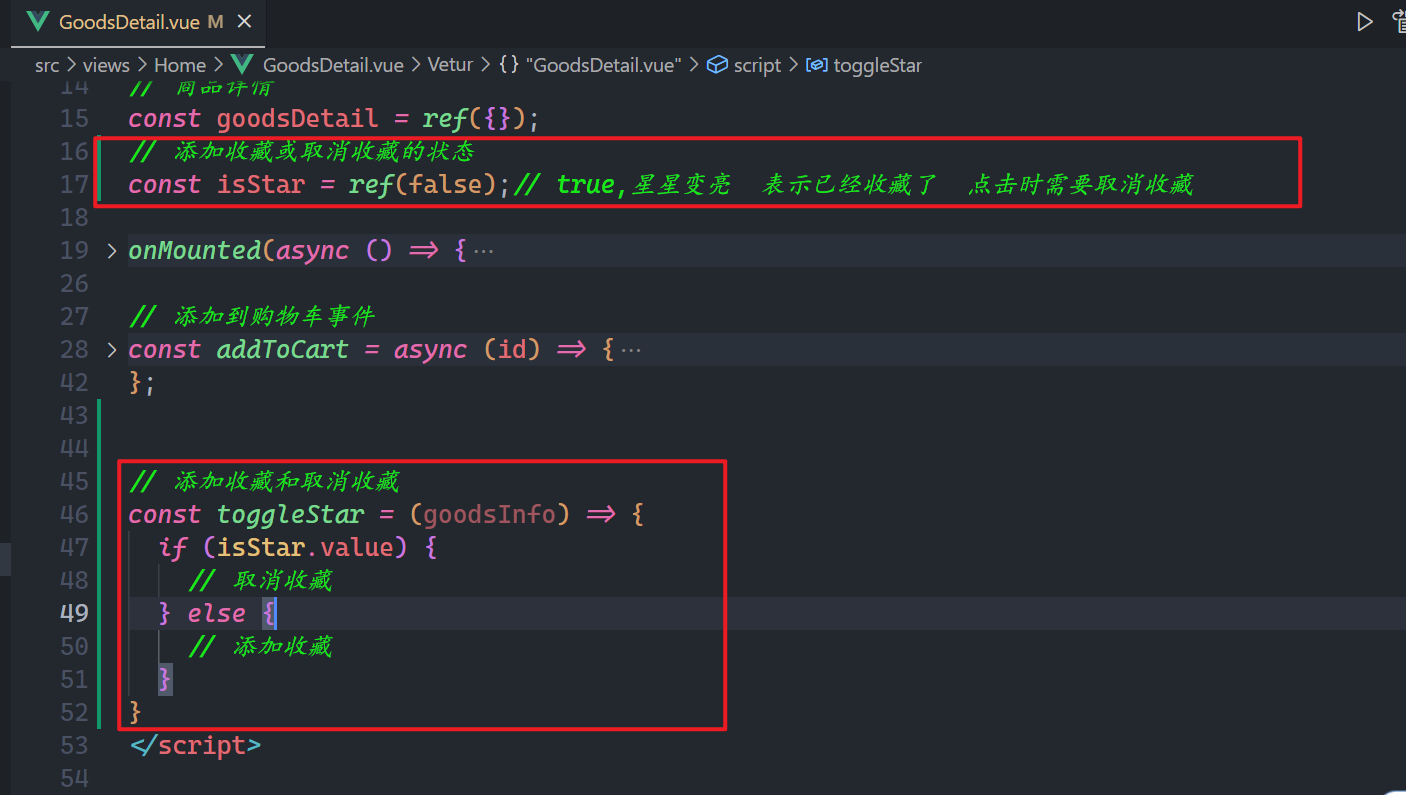 GoodsDetail.vue M
src > views > Home > GoodsDetail.vue > Vetur > {} "GoodsDetail.vue" > script > toggleStar
14 // 商品详情
15 const goodsDetail = ref({});
16 // 添加收藏或取消收藏的状态
17 const isStar = ref(false);// true,星星变亮 表示已经收藏了 点击时需要取消收藏
18
19 > onMounted(async () => { ···
26
27 // 添加到购物车事件
28 > const addToCart = async (id) => { ···
42 };
43
44
45 // 添加收藏和取消收藏
46 const toggleStar = (goodsInfo) => {
47 if (isStar.value) {
48 // 取消收藏
49 } else {
50 // 添加收藏
51 }
52 }
53 </script>
54